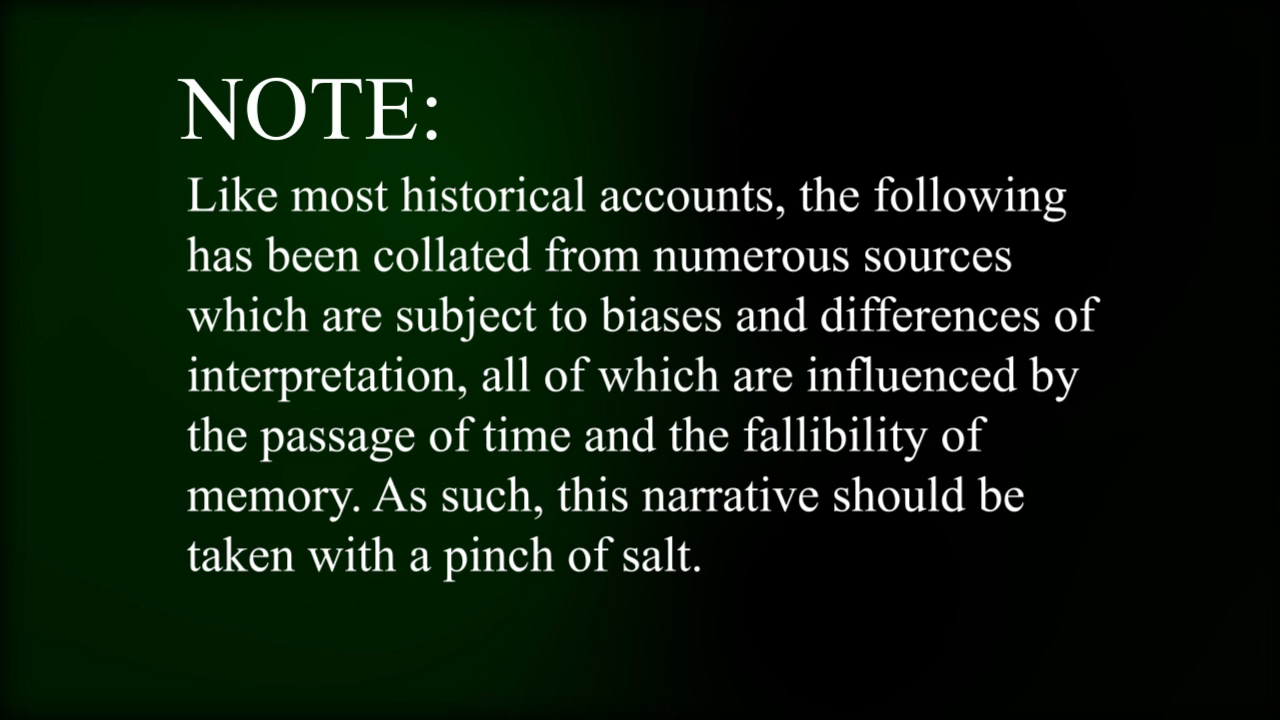 NOTE:
Like most historical accounts, the following
has been collated from numerous sources
which are subject to biases and differences of
interpretation, all of which are influenced by
the passage of time and the fallibility of
memory. As such, this narrative should be
taken with a pinch of salt.